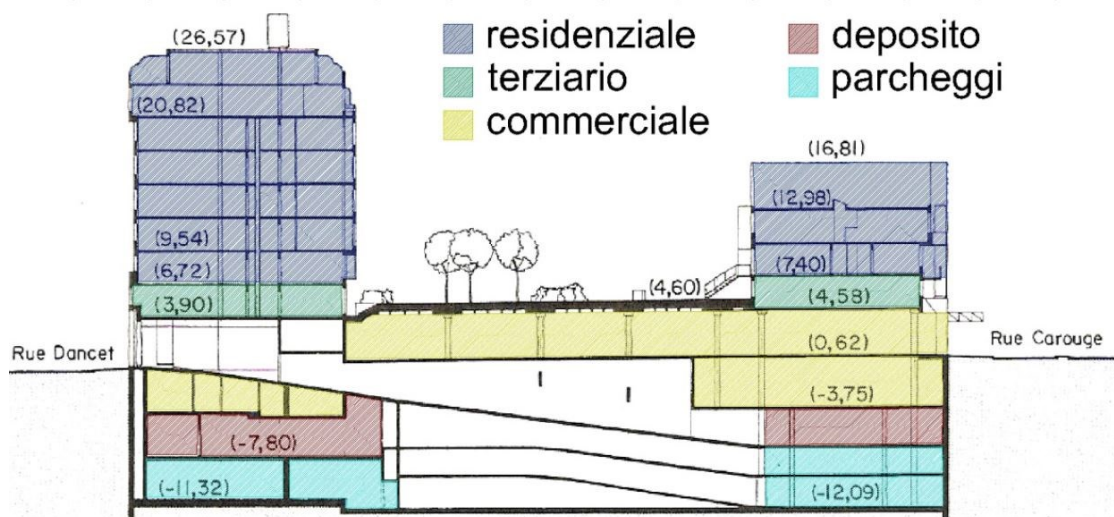 (26,57)
residenziale
deposito
terziario
parcheggi
(20,82)
commerciale
(16,81)
(12,98)
(9,54)
(6,72)
(7,40)
(4,60)
(3,90)
(4,58)
Rue Dancet
(0,62)
Rue Carouge
(-3,75)
(-7,80)
(-11,32)
(-12,09)